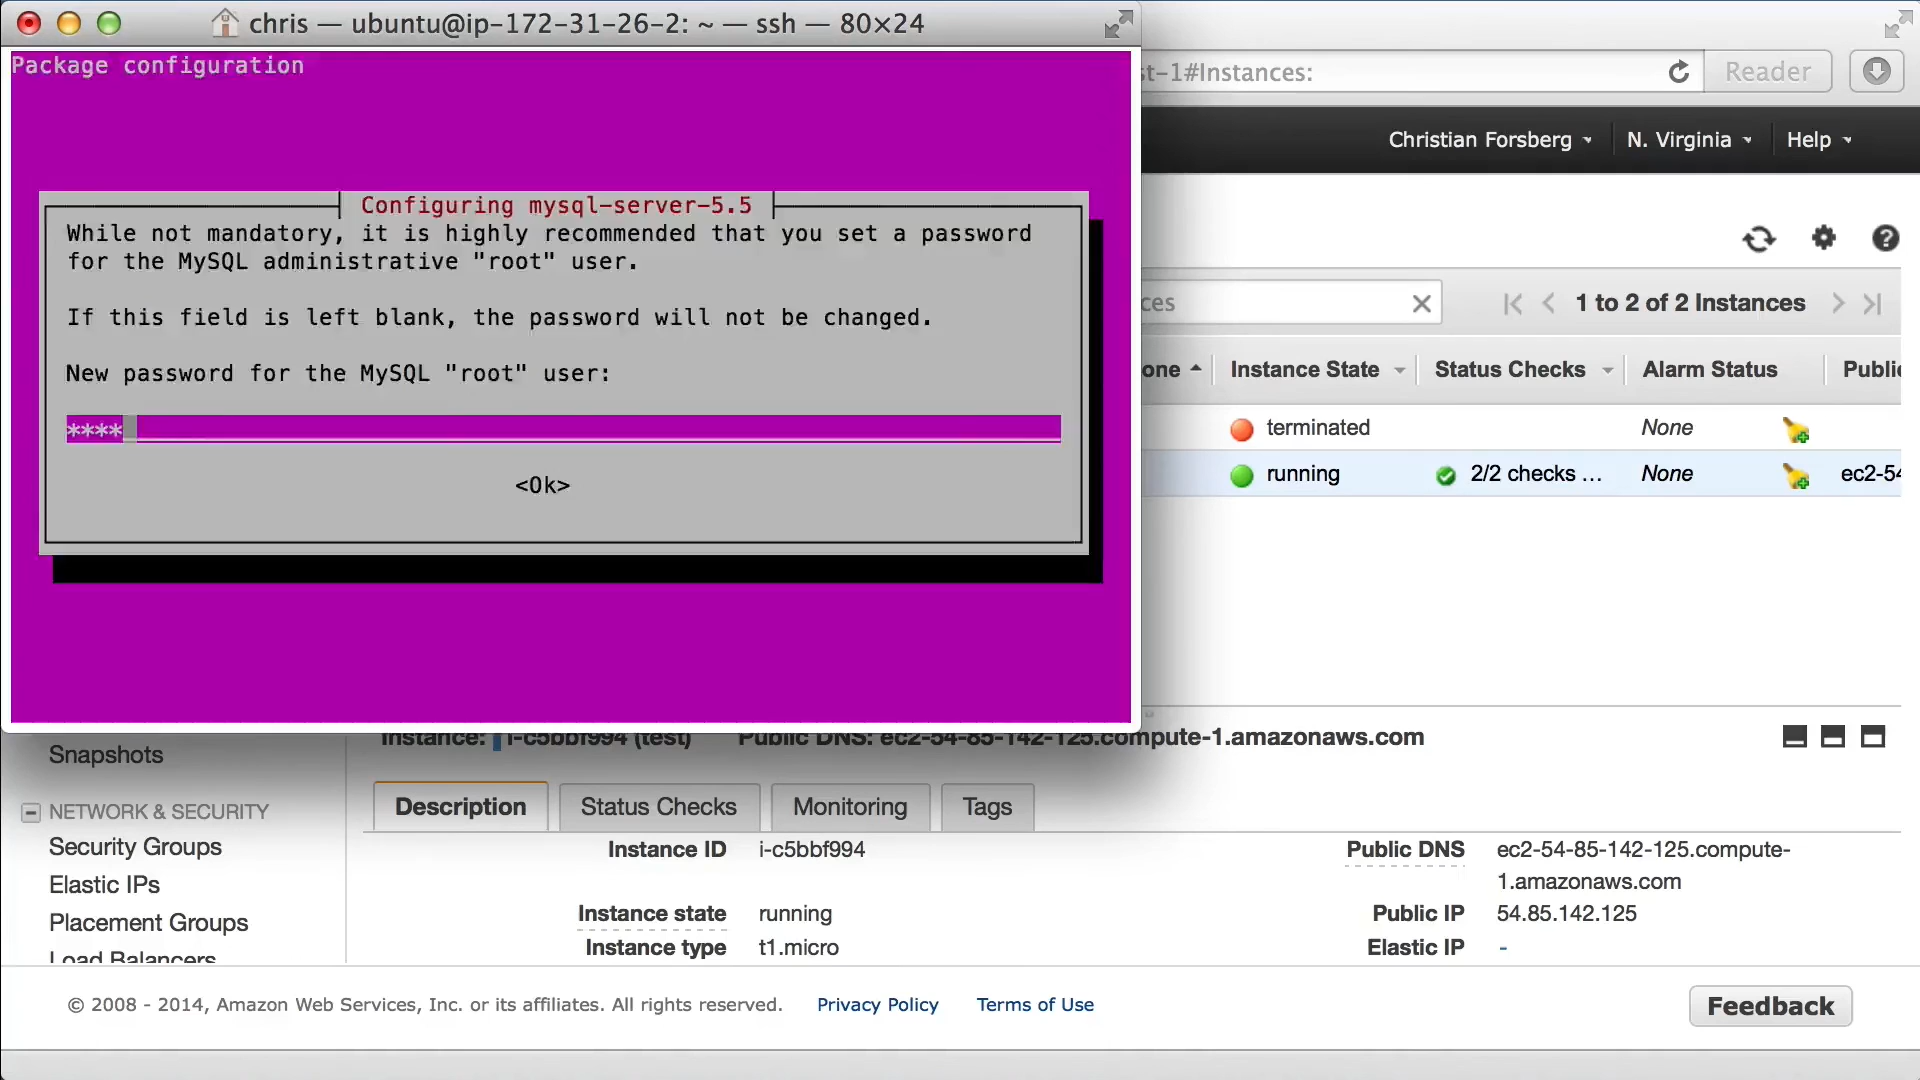 chris — ubuntu@ip-172-31-26-2: ~ — ssh — 80×24
Package configuration
Configuring mysql-server-5.5
While not mandatory, it is highly recommended that you set a password
for the MySQL administrative "root" user.
If this field is left blank, the password will not be changed.
New password for the MySQL "root" user:
****
<Ok>
st-1#Instances:
Reader
Christian Forsberg
N. Virginia
Help
ces
1 to 2 of 2 Instances
one
Instance State
Status Checks
Alarm Status
Public
terminated
None
running
2/2 checks ...
None
ec2-54
Instance: i-c5bbf994 (test)
Public DNS: ec2-54-85-142-125.compute-1.amazonaws.com
Snapshots
NETWORK & SECURITY
Security Groups
Elastic IPs
Placement Groups
Load Balancers
Description
Status Checks
Monitoring
Tags
Instance ID
i-c5bbf994
Instance state
running
Instance type
t1.micro
Public DNS
ec2-54-85-142-125.compute-
1.amazonaws.com
Public IP
54.85.142.125
Elastic IP
-
© 2008 - 2014, Amazon Web Services, Inc. or its affiliates. All rights reserved.
Privacy Policy
Terms of Use
Feedback